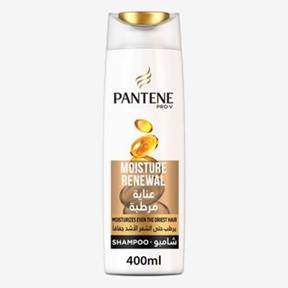 PANTENE
PRO-V
MOISTURE
RENEWAL
عناية
مرطبة
MOISTURIZES EVEN THE DRIEST HAIR
يرطب حتى الشعر الأشد جفافاً
SHAMPOO • شامبو
400ml